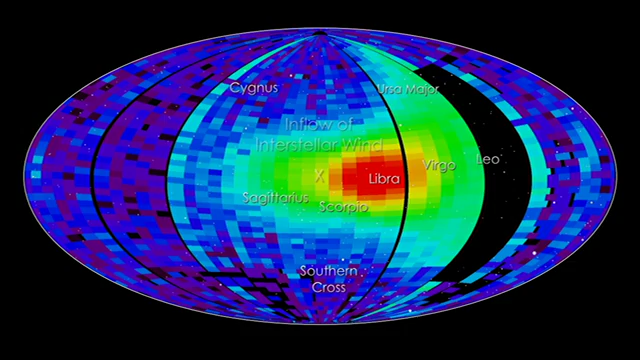 Cygnus
Ursa Major
Inflow of
Interstellar Wind
X
Leo
Virgo
Libra
Sagittarius
Scorpio
Southern
Cross